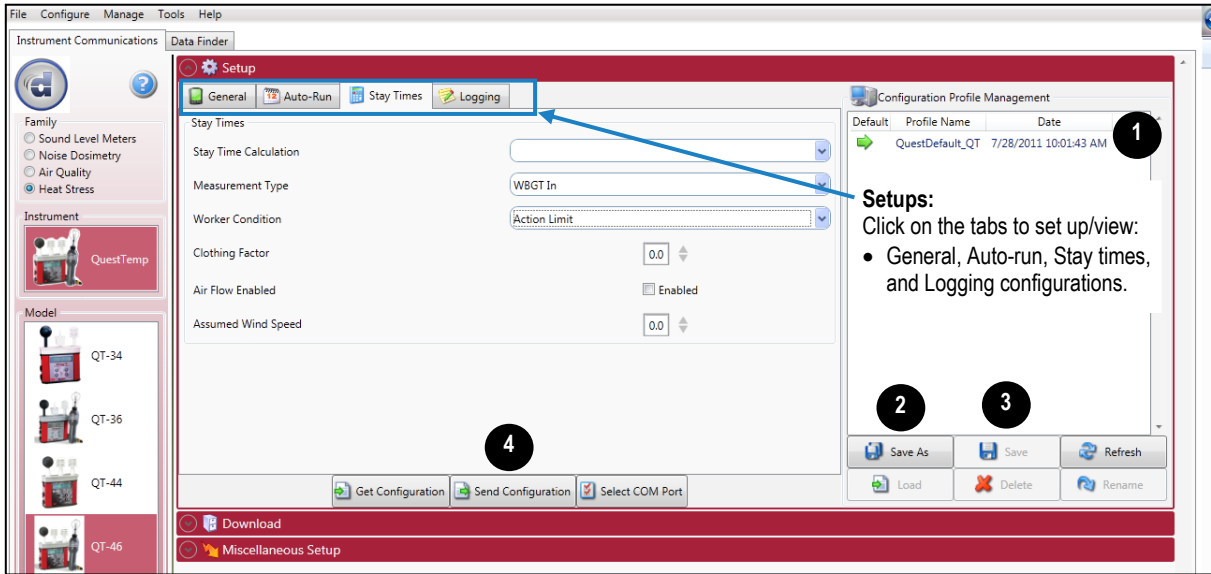 File Configure Manage Tools Help
Instrument Communications Data Finder
Setup
General Auto-Run Stay Times Logging
Family
Sound Level Meters
Noise Dosimetry
Air Quality
Heat Stress
Instrument
QuestTemp
Model
QT-34
QT-36
QT-44
QT-46
Stay Times
Stay Time Calculation
Measurement Type WBGT In
Worker Condition Action Limit
Clothing Factor 0.0
Air Flow Enabled Enabled
Assumed Wind Speed 0.0
4
Get Configuration Send Configuration Select COM Port
Download
Miscellaneous Setup
Configuration Profile Management
Default Profile Name Date
QuestDefault_QT 7/28/2011 10:01:43 AM
1
Setups:
Click on the tabs to set up/view:
• General, Auto-run, Stay times,
and Logging configurations.
2 3
Save As Save Refresh
Load Delete Rename